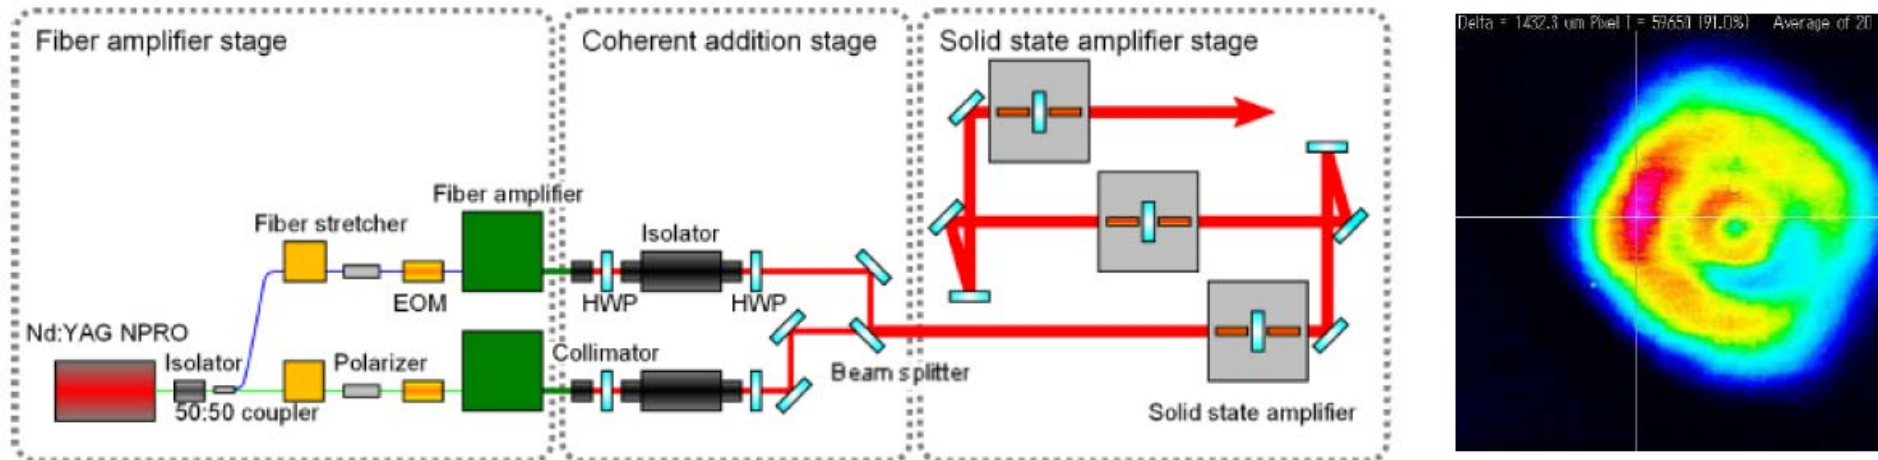 Fiber amplifier stage
Coherent addition stage
Solid state amplifier stage
Fiber amplifier
Fiber stretcher
Isolator
EOM
HWP
HWP
Nd:YAG NPRO
Isolator
Polarizer
Collimator
50:50 coupler
Beam splitter
Solid state amplifier
Delta = 1432.3 um Pixel I = 59650 (91.0%) Average of 20